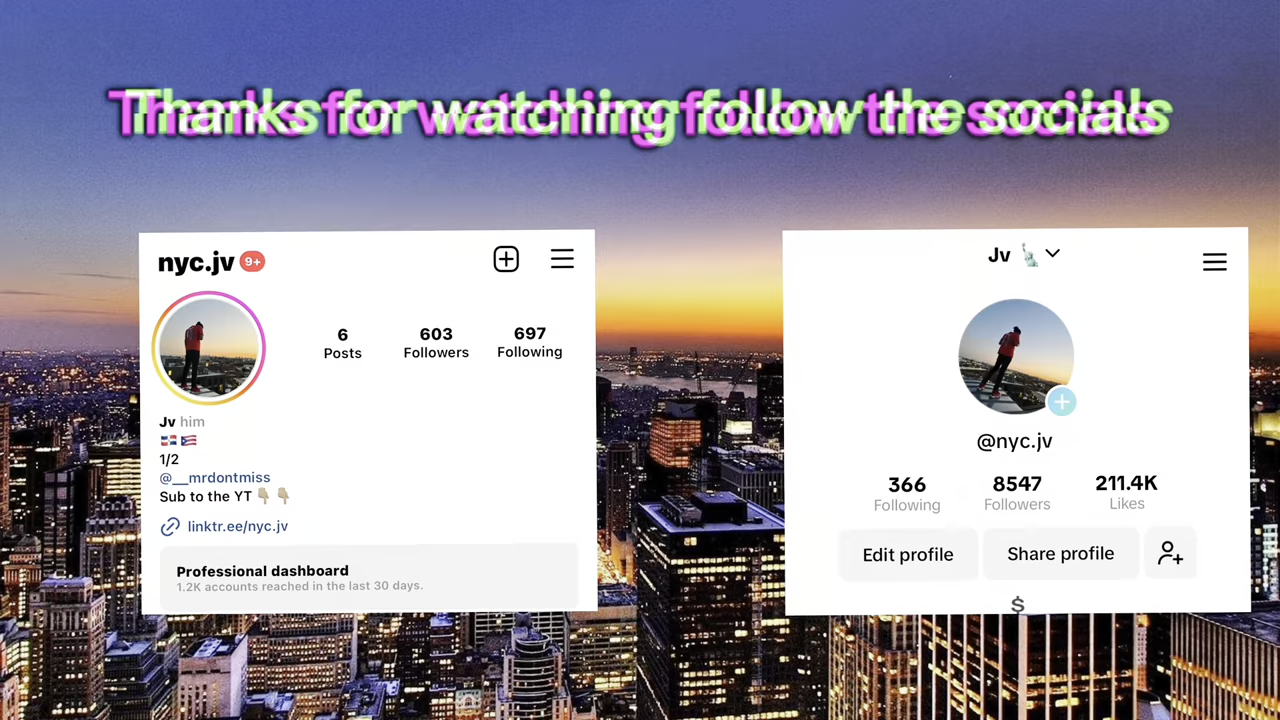 Thanks for watching follow the socials
nyc.jv 9+
6 603 697
Posts Followers Following
Jv him
1/2
@__mrdontmiss
Sub to the YT
linktr.ee/nyc.jv
Professional dashboard
1.2K accounts reached in the last 30 days.
Jv
@nyc.jv
366 8547 211.4K
Following Followers Likes
Edit profile Share profile
$